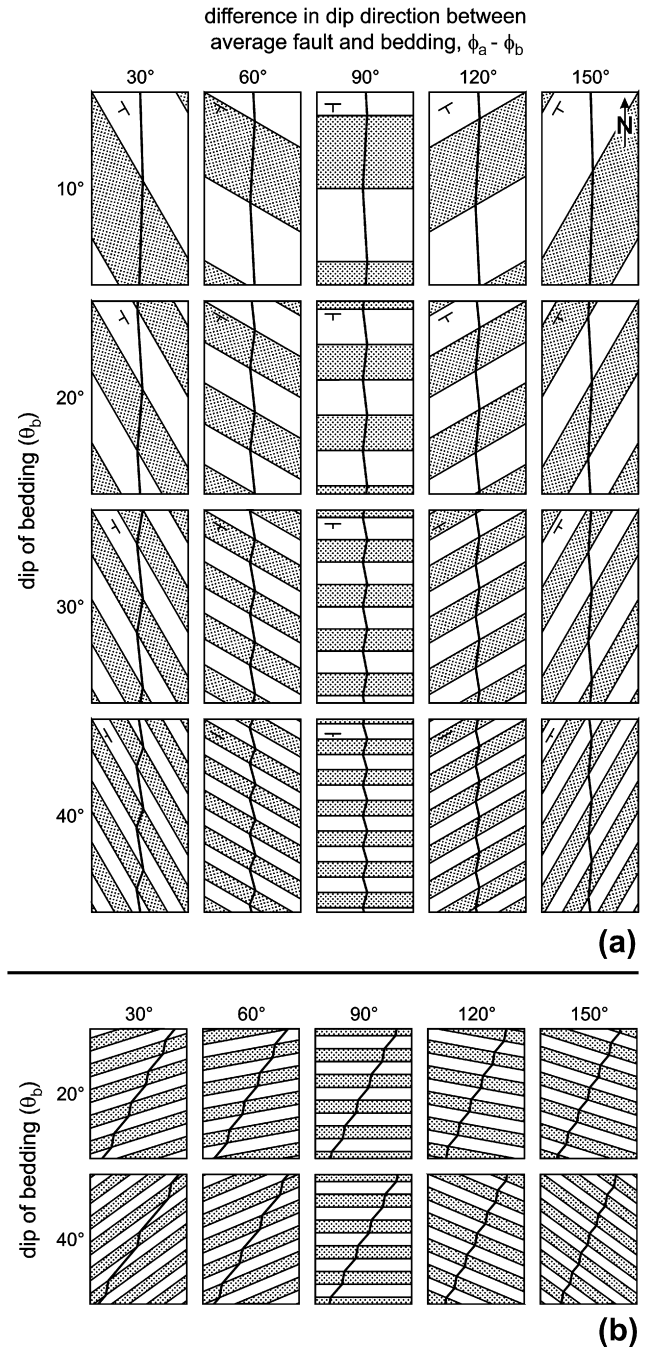 difference in dip direction between
average fault and bedding, ϕa - ϕb
30° 60° 90° 120° 150°
N
10°
20°
30°
40°
dip of bedding (θb)
(a)
30° 60° 90° 120° 150°
20°
40°
dip of bedding (θb)
(b)